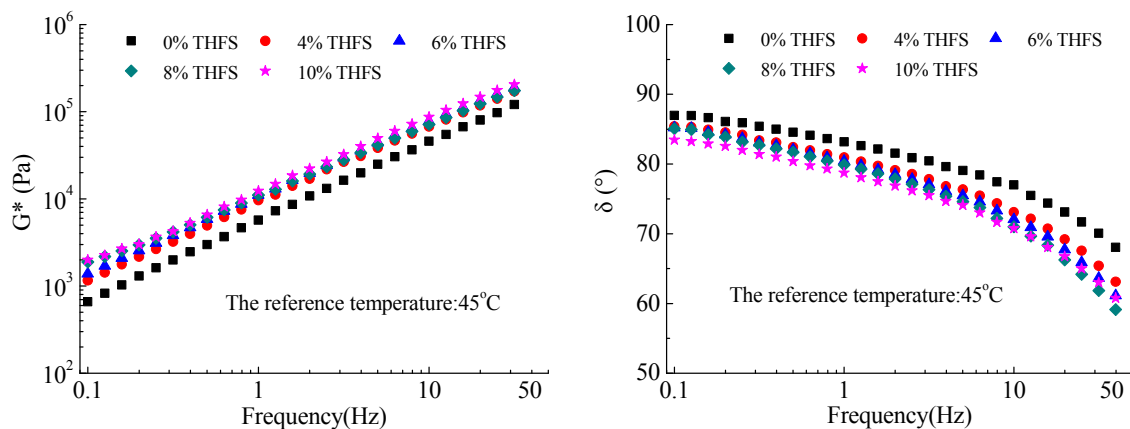 0% THFS 4% THFS 6% THFS
8% THFS 10% THFS
10^6
10^5
10^4
10^3
10^2
G* (Pa)
The reference temperature:45°C
0.1 1 10 50
Frequency(Hz)
0% THFS 4% THFS 6% THFS
8% THFS 10% THFS
100
90
80
70
60
50
δ (°)
The reference temperature:45°C
0.1 1 10 50
Frequency(Hz)